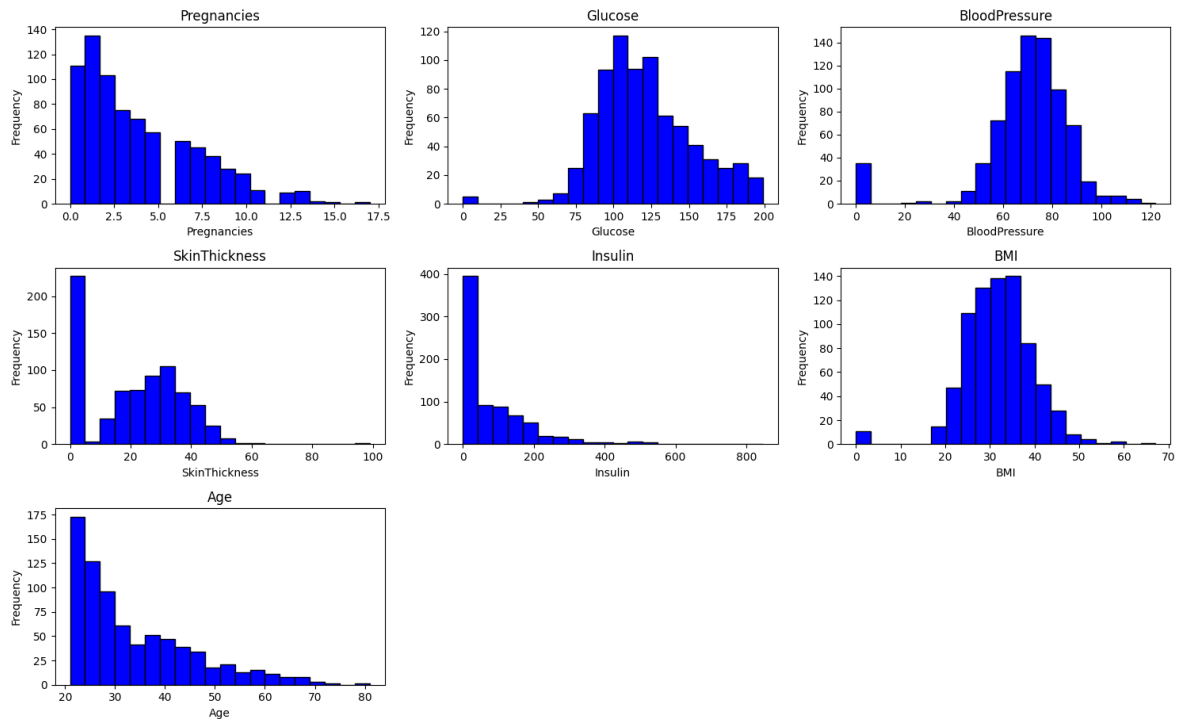 Pregnancies
140
120
100
80
60
40
20
0
Frequency
0.0 2.5 5.0 7.5 10.0 12.5 15.0 17.5
Pregnancies
Glucose
120
100
80
60
40
20
0
Frequency
0 25 50 75 100 125 150 175 200
Glucose
BloodPressure
140
120
100
80
60
40
20
0
Frequency
0 20 40 60 80 100 120
BloodPressure
SkinThickness
200
150
100
50
0
Frequency
0 20 40 60 80 100
SkinThickness
Insulin
400
300
200
100
0
Frequency
0 200 400 600 800
Insulin
BMI
140
120
100
80
60
40
20
0
Frequency
0 10 20 30 40 50 60 70
BMI
Age
175
150
125
100
75
50
25
0
Frequency
20 30 40 50 60 70 80
Age